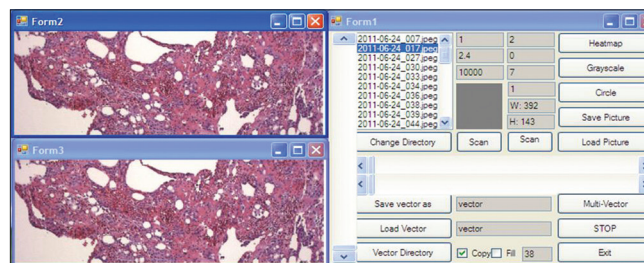 Form2
Form3
Form1
2011-06-24_007.jpeg
2011-06-24_017.jpeg
2011-06-24_027.jpeg
2011-06-24_030.jpeg
2011-06-24_033.jpeg
2011-06-24_034.jpeg
2011-06-24_036.jpeg
2011-06-24_038.jpeg
2011-06-24_039.jpeg
2011-06-24_044.jpeg
1 2
2.4 0
10000 7
1
W: 392
H: 143
Heatmap
Grayscale
Circle
Save Picture
Change Directory Scan Scan Load Picture
Save vector as vector Multi-Vector
Load Vector vector STOP
Vector Directory Copy Fill 38 Exit